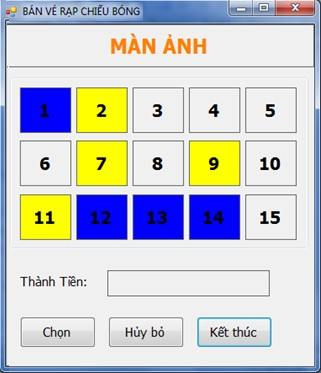 BÁN VÉ RẠP CHIẾU BÓNG
MÀN ẢNH
1 2 3 4 5
6 7 8 9 10
11 12 13 14 15
Thành Tiền:
Chọn Hủy bỏ Kết thúc